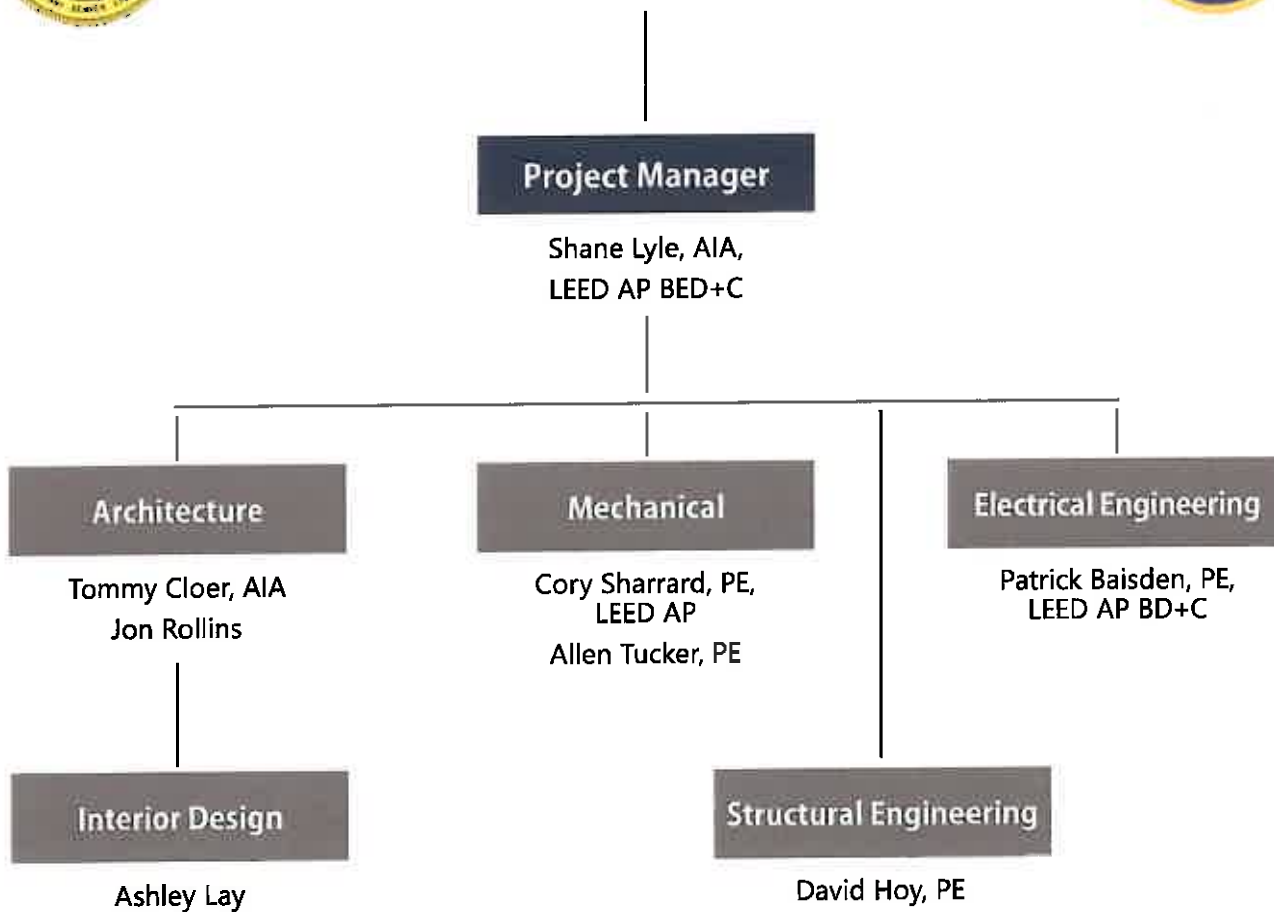 Project Manager
Shane Lyle, AIA,
LEED AP BED+C
Architecture
Tommy Cloer, AIA
Jon Rollins
Mechanical
Cory Sharrard, PE,
LEED AP
Allen Tucker, PE
Electrical Engineering
Patrick Baisden, PE,
LEED AP BD+C
Interior Design
Ashley Lay
Structural Engineering
David Hoy, PE